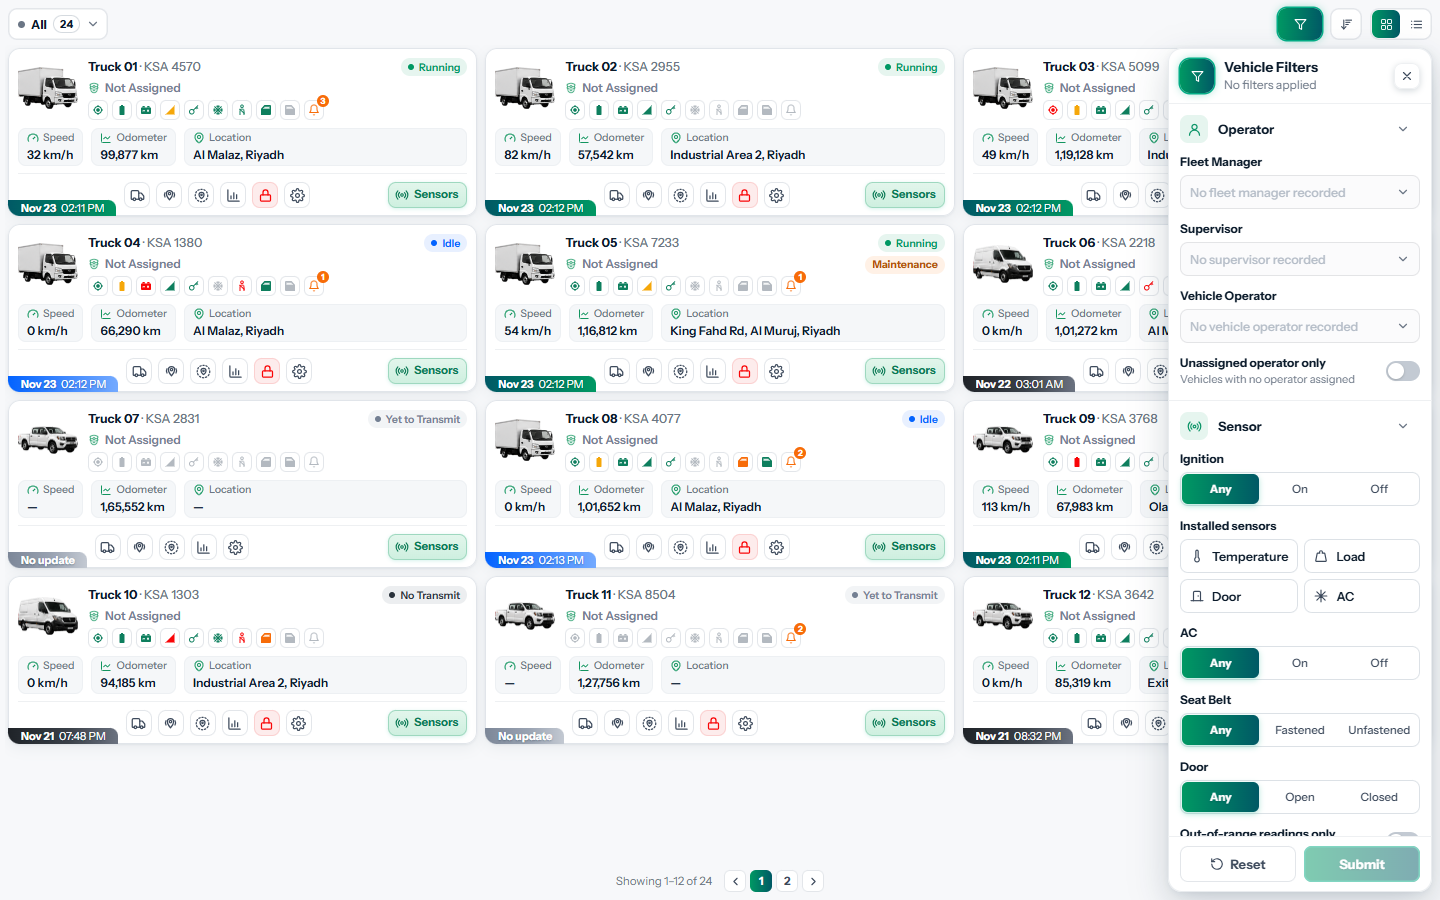 All 24
Truck 01 · KSA 4570
Running
Not Assigned
3
Speed
32 km/h
Odometer
99,877 km
Location
Al Malaz, Riyadh
Nov 23 02:11 PM
Sensors
Truck 02 · KSA 2955
Running
Not Assigned
Speed
82 km/h
Odometer
57,542 km
Location
Industrial Area 2, Riyadh
Nov 23 02:12 PM
Sensors
Truck 03 · KSA 5099
Not Assigned
Speed
49 km/h
Odometer
1,19,128 km
L
Indu
Nov 23 02:12 PM
Truck 04 · KSA 1380
Idle
Not Assigned
1
Speed
0 km/h
Odometer
66,290 km
Location
Al Malaz, Riyadh
Nov 23 02:12 PM
Sensors
Truck 05 · KSA 7233
Running
Not Assigned
Maintenance
1
Speed
54 km/h
Odometer
1,16,812 km
Location
King Fahd Rd, Al Muruj, Riyadh
Nov 23 02:12 PM
Sensors
Truck 06 · KSA 2218
Not Assigned
Speed
0 km/h
Odometer
1,01,272 km
L
Al M
Nov 22 03:01 AM
Truck 07 · KSA 2831
Yet to Transmit
Not Assigned
Speed
—
Odometer
1,65,552 km
Location
—
No update
Sensors
Truck 08 · KSA 4077
Idle
Not Assigned
2
Speed
0 km/h
Odometer
1,01,652 km
Location
Al Malaz, Riyadh
Nov 23 02:13 PM
Sensors
Truck 09 · KSA 3768
Not Assigned
Speed
113 km/h
Odometer
67,983 km
L
Ola
Nov 23 02:11 PM
Truck 10 · KSA 1303
No Transmit
Not Assigned
Speed
0 km/h
Odometer
94,185 km
Location
Industrial Area 2, Riyadh
Nov 21 07:48 PM
Sensors
Truck 11 · KSA 8504
Yet to Transmit
Not Assigned
2
Speed
—
Odometer
1,27,756 km
Location
—
No update
Sensors
Truck 12 · KSA 3642
Not Assigned
Speed
0 km/h
Odometer
85,319 km
L
Exit
Nov 21 08:32 PM
Showing 1–12 of 24
1 2
Vehicle Filters
No filters applied
Operator
Fleet Manager
No fleet manager recorded
Supervisor
No supervisor recorded
Vehicle Operator
No vehicle operator recorded
Unassigned operator only
Vehicles with no operator assigned
Sensor
Ignition
Any On Off
Installed sensors
Temperature Load
Door AC
AC
Any On Off
Seat Belt
Any Fastened Unfastened
Door
Any Open Closed
Out-of-range readings only
Reset Submit